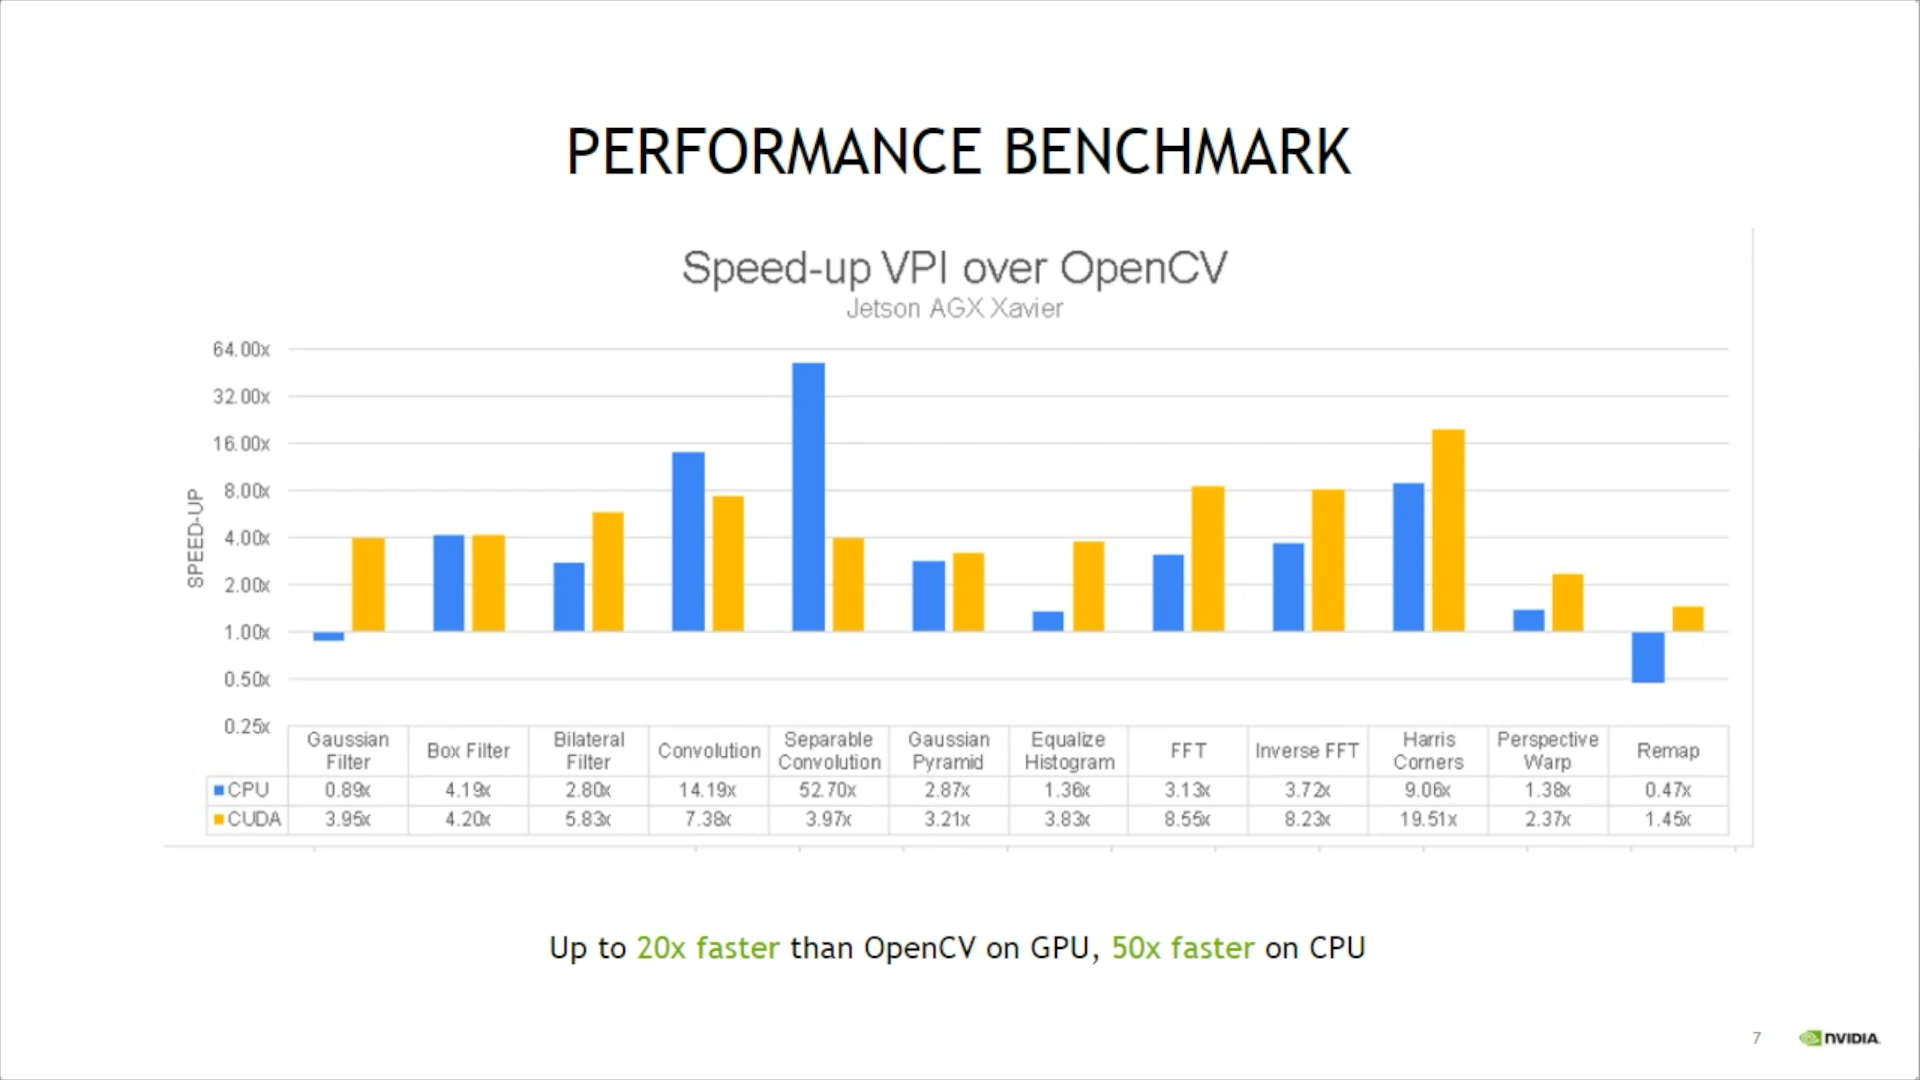 PERFORMANCE BENCHMARK
Speed-up VPI over OpenCV
Jetson AGX Xavier
SPEED-UP
64.00x
32.00x
16.00x
8.00x
4.00x
2.00x
1.00x
0.50x
0.25x
Gaussian Filter Box Filter Bilateral Filter Convolution Separable Convolution Gaussian Pyramid Equalize Histogram FFT Inverse FFT Harris Corners Perspective Warp Remap
CPU 0.89x 4.19x 2.80x 14.19x 52.70x 2.87x 1.36x 3.13x 3.72x 9.06x 1.38x 0.47x
CUDA 3.95x 4.20x 5.83x 7.38x 3.97x 3.21x 3.83x 8.55x 8.23x 19.51x 2.37x 1.45x
Up to 20x faster than OpenCV on GPU, 50x faster on CPU
7 NVIDIA.